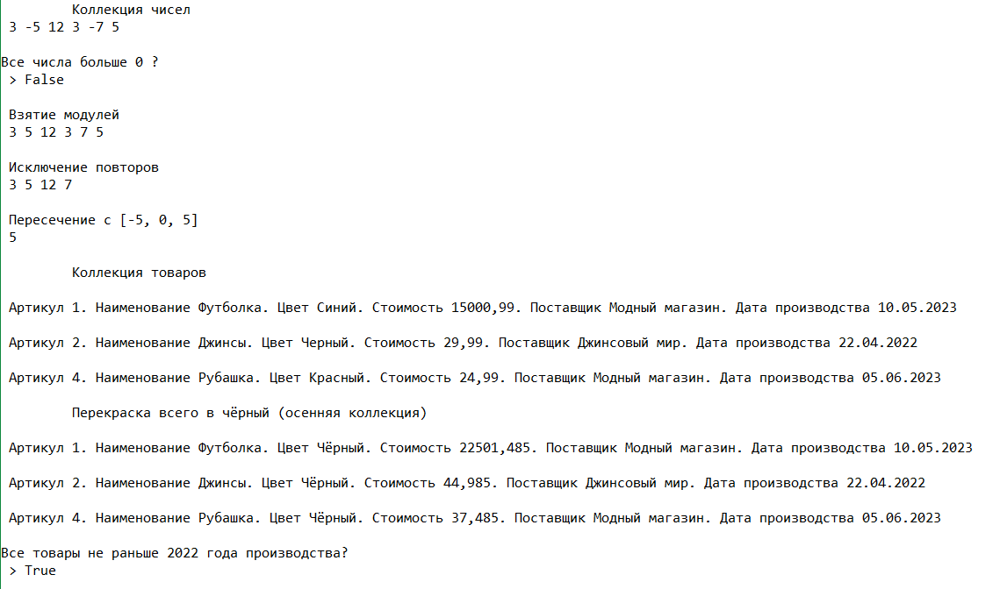 Коллекция чисел
3 -5 12 3 -7 5
Все числа больше 0 ?
> False
Взятие модулей
3 5 12 3 7 5
Исключение повторов
3 5 12 7
Пересечение с [-5, 0, 5]
5
Коллекция товаров
Артикул 1. Наименование Футболка. Цвет Синий. Стоимость 15000,99. Поставщик Модный магазин. Дата производства 10.05.2023
Артикул 2. Наименование Джинсы. Цвет Черный. Стоимость 29,99. Поставщик Джинсовый мир. Дата производства 22.04.2022
Артикул 4. Наименование Рубашка. Цвет Красный. Стоимость 24,99. Поставщик Модный магазин. Дата производства 05.06.2023
Перекраска всего в чёрный (осенняя коллекция)
Артикул 1. Наименование Футболка. Цвет Чёрный. Стоимость 22501,485. Поставщик Модный магазин. Дата производства 10.05.2023
Артикул 2. Наименование Джинсы. Цвет Чёрный. Стоимость 44,985. Поставщик Джинсовый мир. Дата производства 22.04.2022
Артикул 4. Наименование Рубашка. Цвет Чёрный. Стоимость 37,485. Поставщик Модный магазин. Дата производства 05.06.2023
Все товары не раньше 2022 года производства?
> True